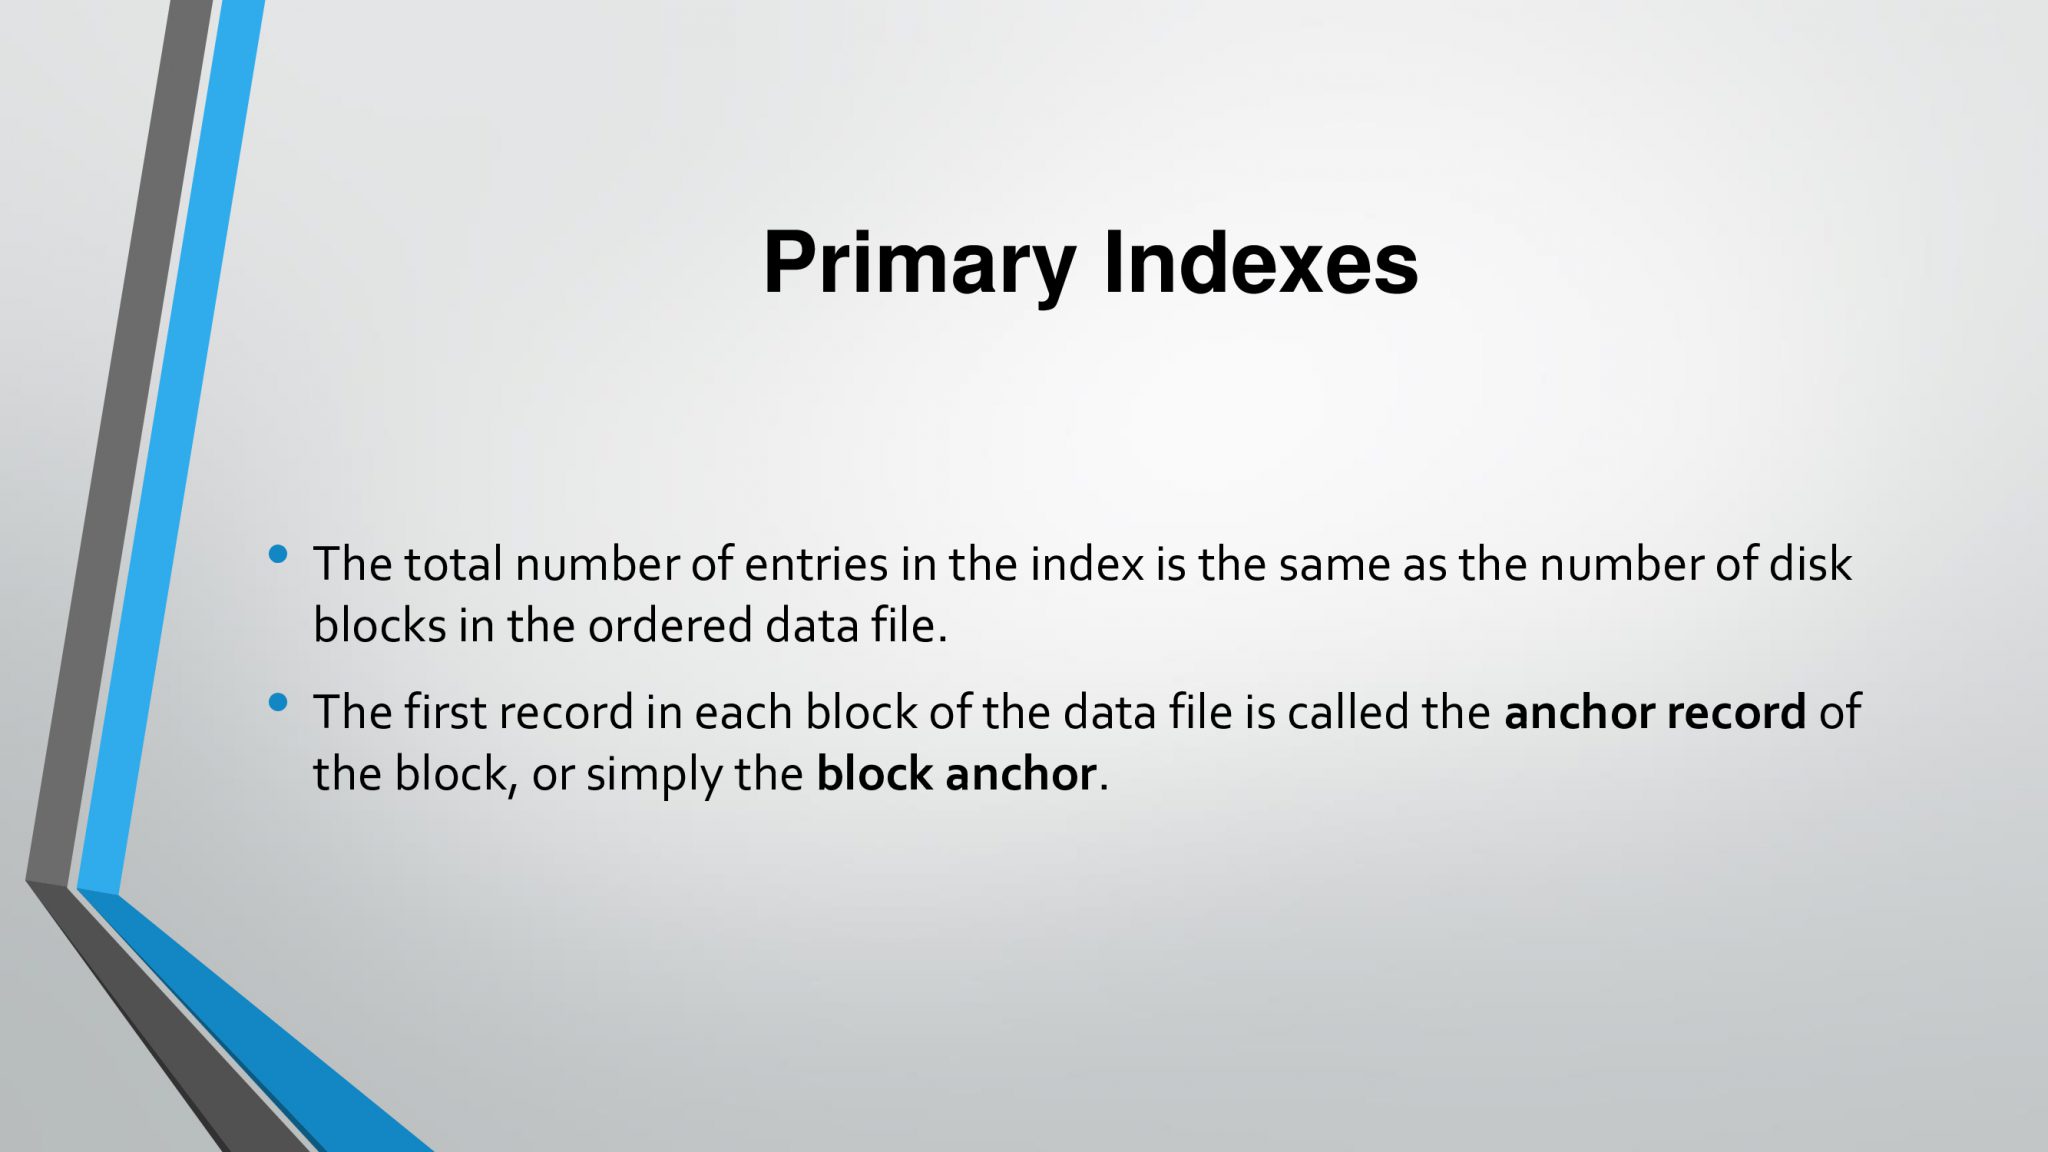 Primary Indexes
• The total number of entries in the index is the same as the number of disk
blocks in the ordered data file.
• The first record in each block of the data file is called the anchor record of
the block, or simply the block anchor.